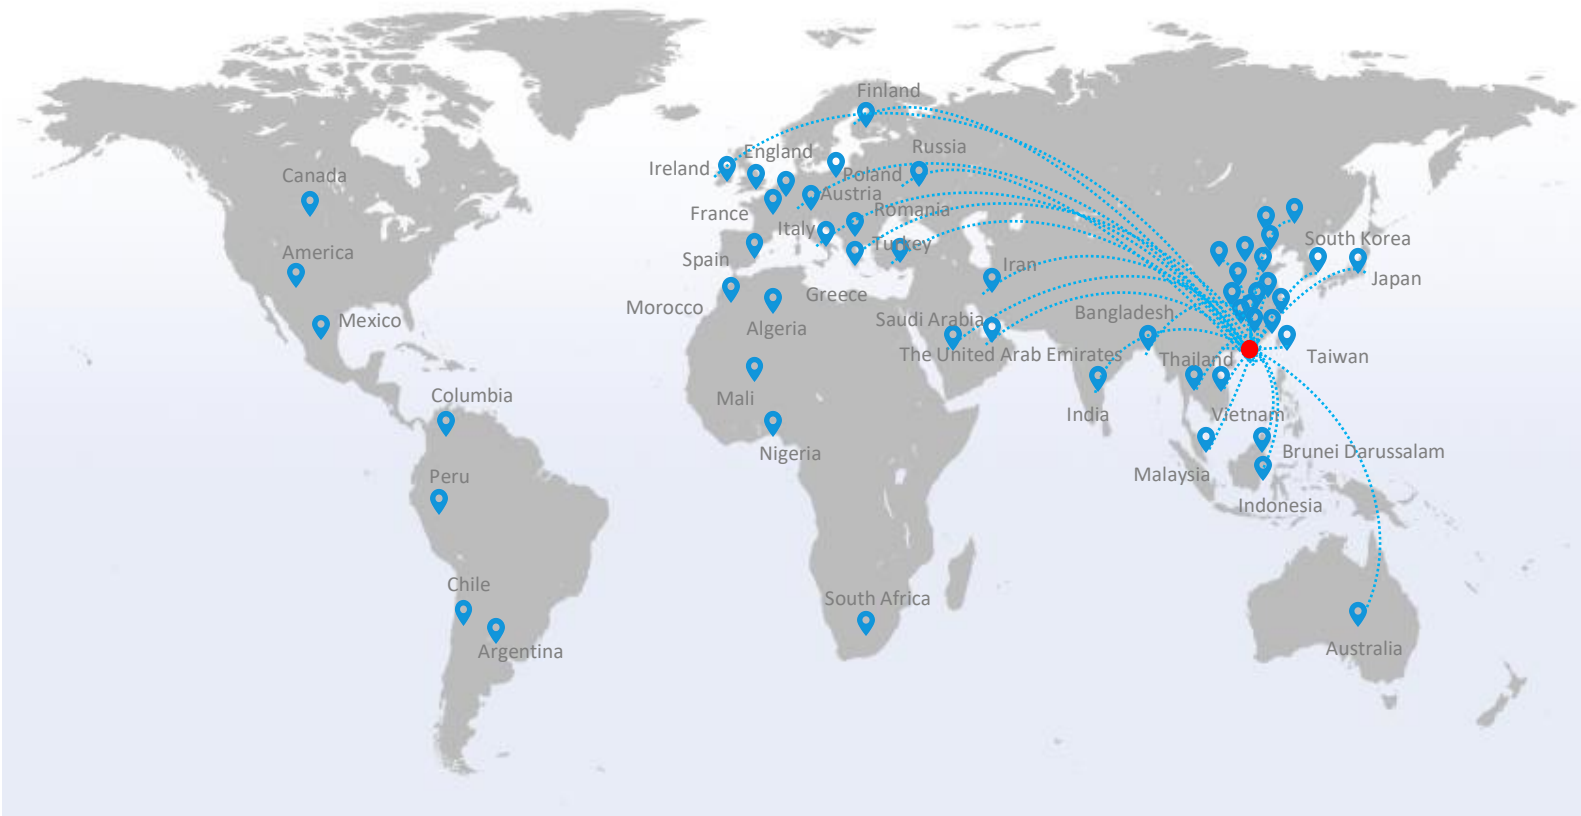 Finland
Russia
England
Ireland
Poland
Canada
Austria
France
Romania
Italy
South Korea
Turkey
America
Spain
Iran
Japan
Greece
Morocco
Bangladesh
Saudi Arabia
Mexico
Algeria
The United Arab Emirates
Thailand
Taiwan
Columbia
Mali
India
Vietnam
Nigeria
Brunei Darussalam
Malaysia
Peru
Indonesia
Chile
South Africa
Argentina
Australia